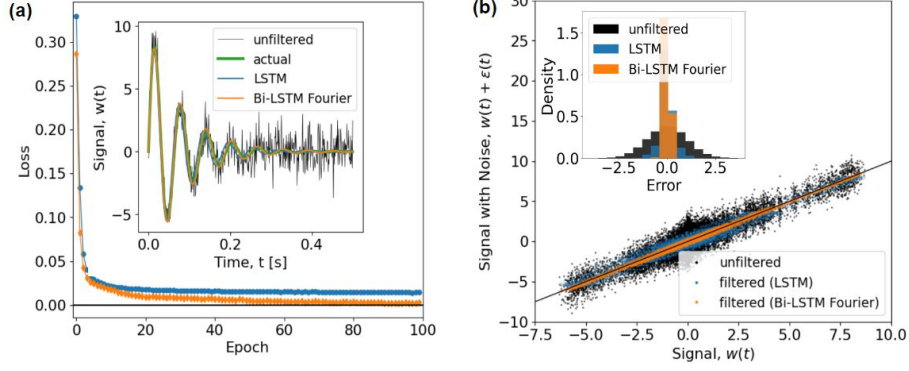 (a)
0.30
0.25
0.20
0.15
0.10
0.05
0.00
Loss
0
20
40
60
80
100
Epoch
10
5
0
−5
Signal, w(t)
0.0
0.2
0.4
Time, t [s]
unfiltered
actual
LSTM
Bi-LSTM Fourier
(b)
30
25
20
15
10
5
0
−5
−10
Signal with Noise, w(t) + ε(t)
−7.5
−5.0
−2.5
0.0
2.5
5.0
7.5
10.0
Signal, w(t)
1.5
1.0
0.5
0.0
Density
−2.5
0.0
2.5
Error
unfiltered
LSTM
Bi-LSTM Fourier
unfiltered
filtered (LSTM)
filtered (Bi-LSTM Fourier)